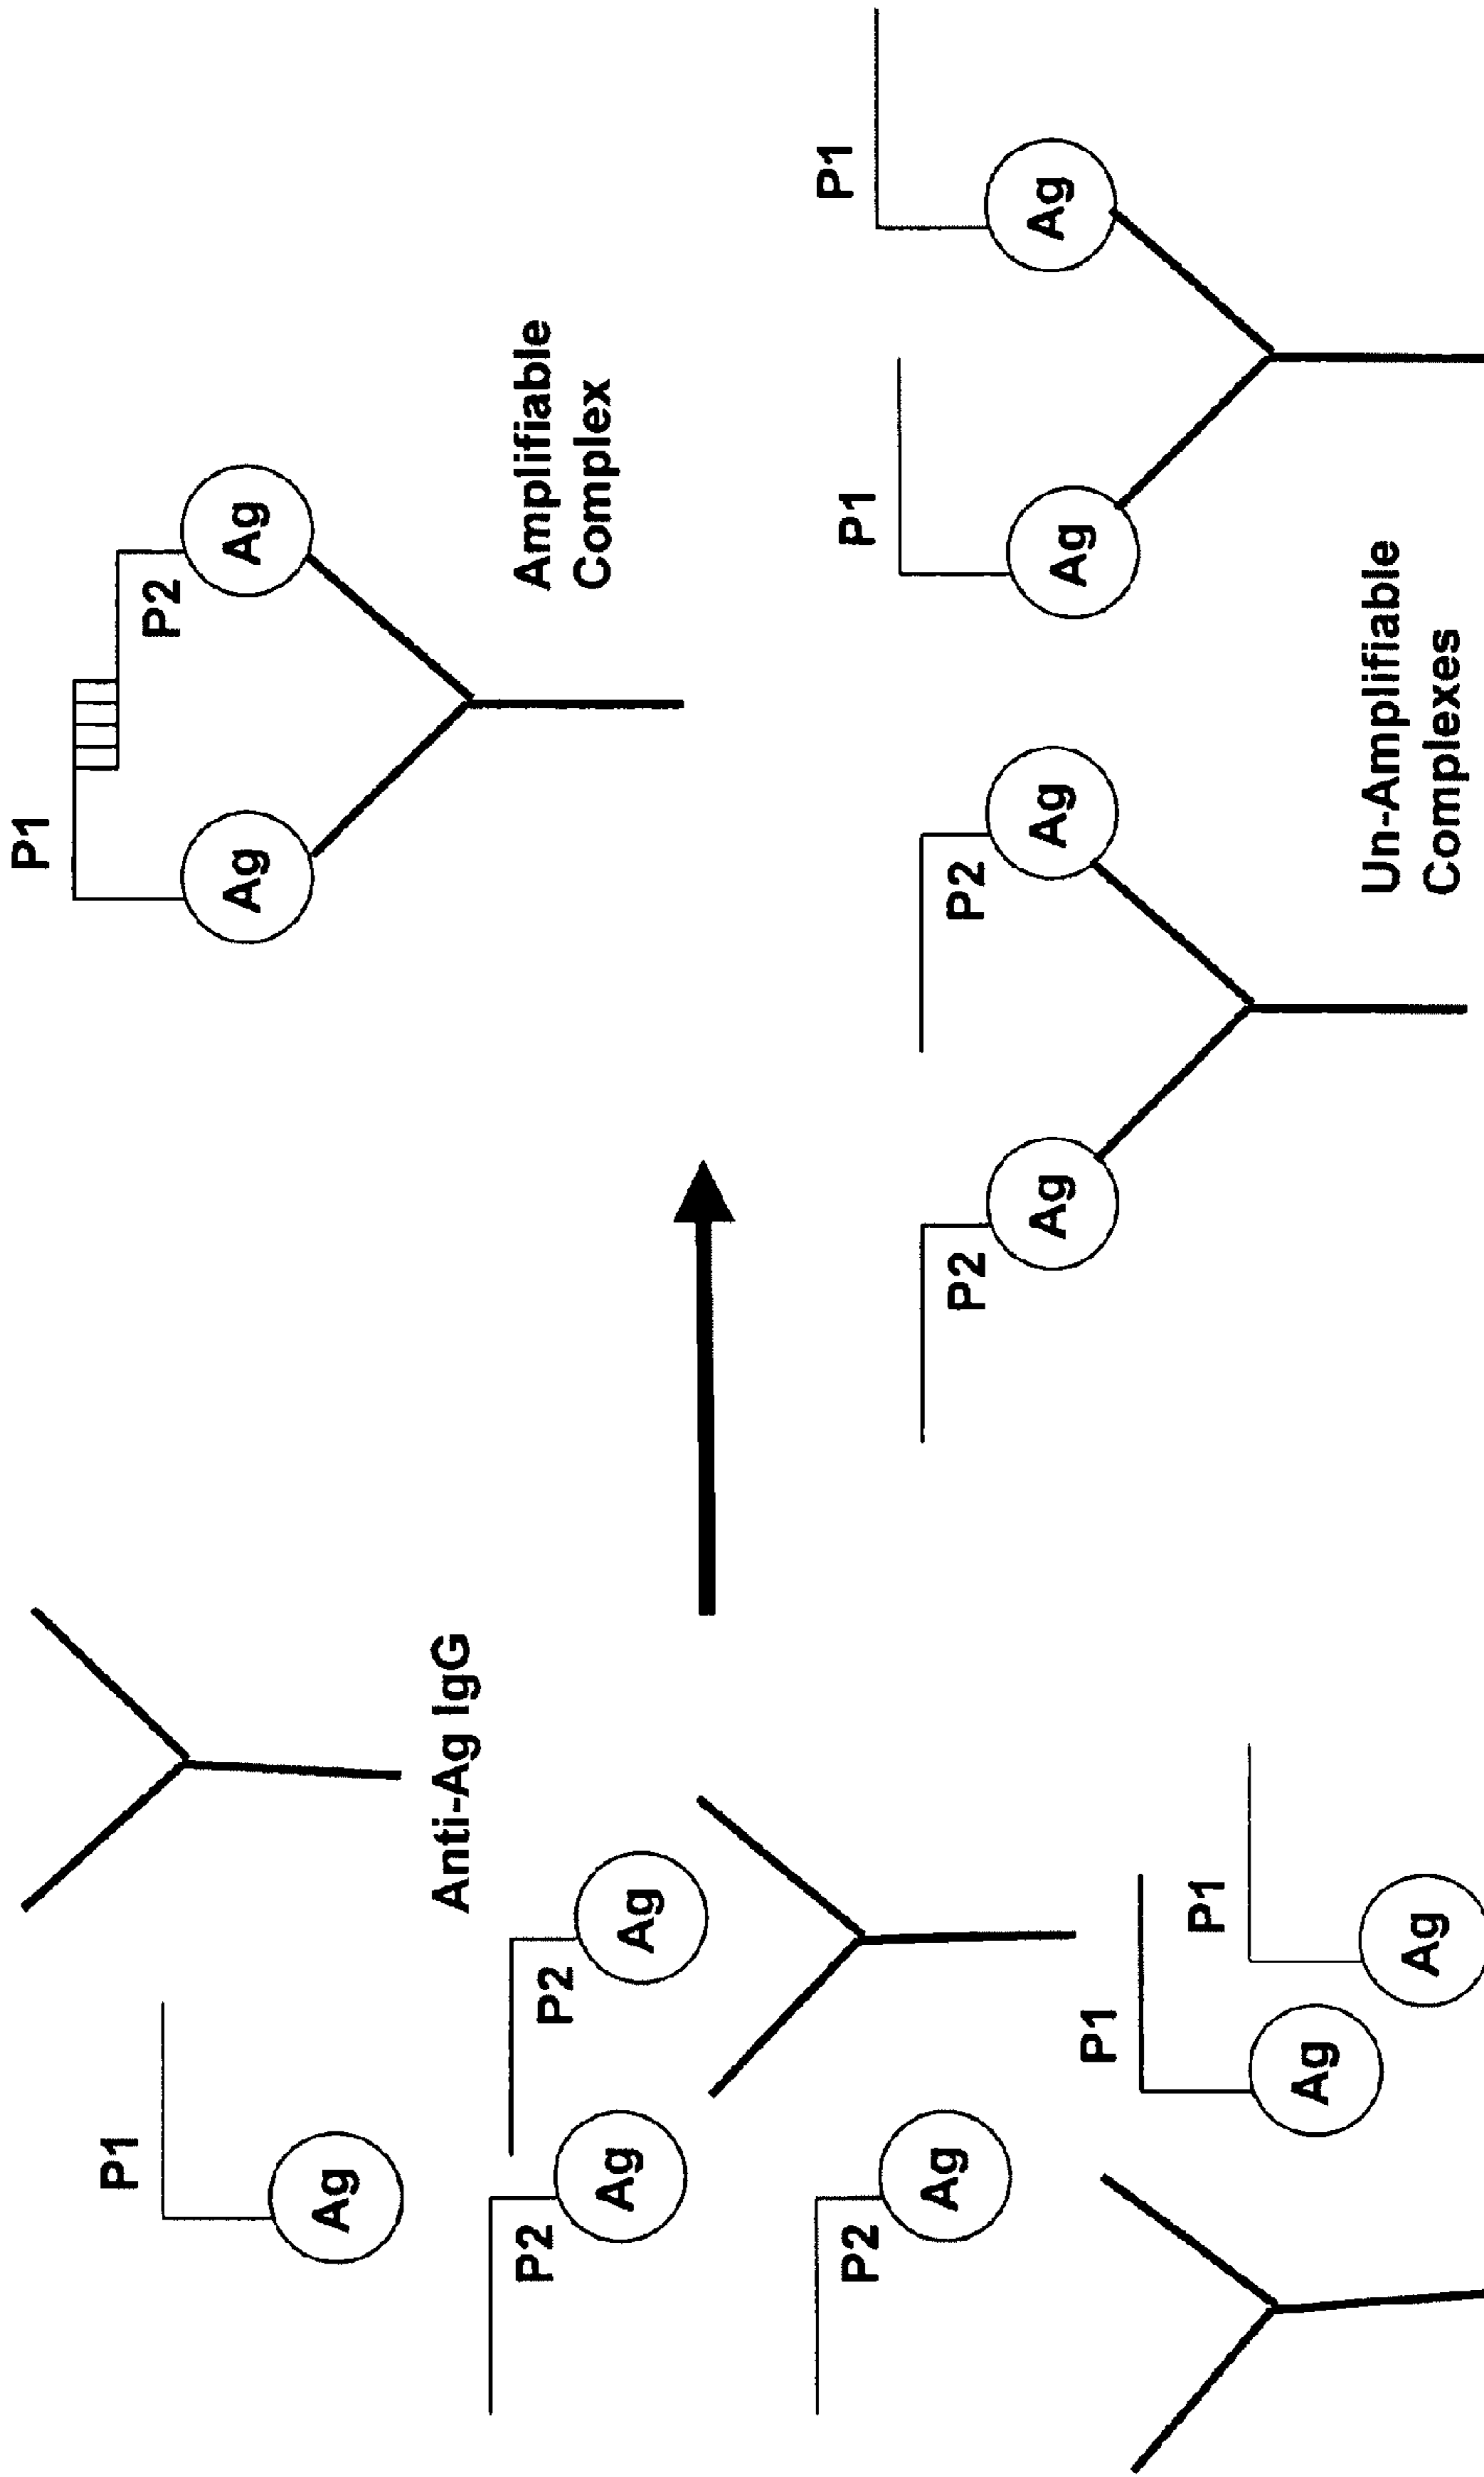 P1
Ag
Anti-Ag IgG
P2
P2
Ag
Ag
P2
Ag
P1
P1
Ag
Ag
P1
P2
Ag
Ag
Amplifiable
Complex
P2
P2
Ag
Ag
P1
P1
Ag
Ag
Un-Amplifiable
Complexes